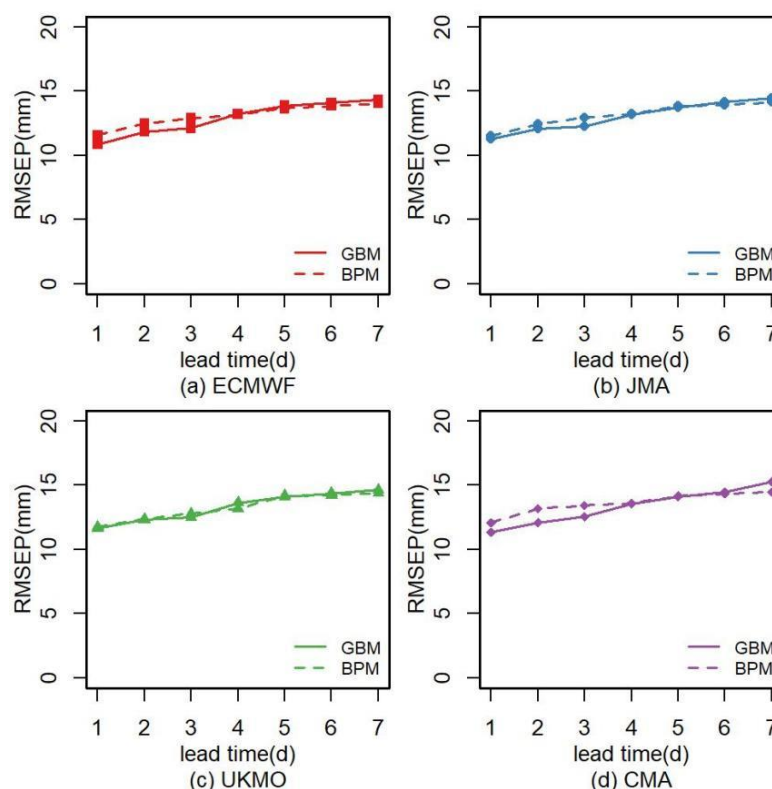 RMSEP(mm)
20
15
10
5
0
GBM
BPM
1 2 3 4 5 6 7
lead time(d)
(a) ECMWF
RMSEP(mm)
20
15
10
5
0
GBM
BPM
1 2 3 4 5 6 7
lead time(d)
(b) JMA
RMSEP(mm)
20
15
10
5
0
GBM
BPM
1 2 3 4 5 6 7
lead time(d)
(c) UKMO
RMSEP(mm)
20
15
10
5
0
GBM
BPM
1 2 3 4 5 6 7
lead time(d)
(d) CMA